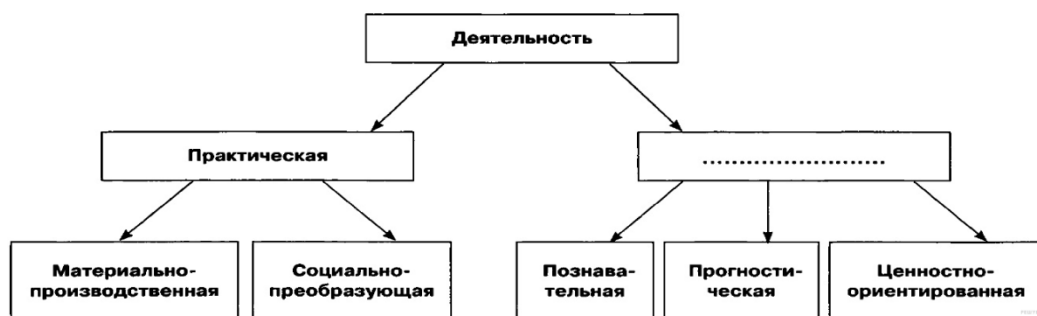 Деятельность
Практическая
............................
Материально-
производственная
Социально-
преобразующая
Познава-
тельная
Прогности-
ческая
Ценностно-
ориентированная